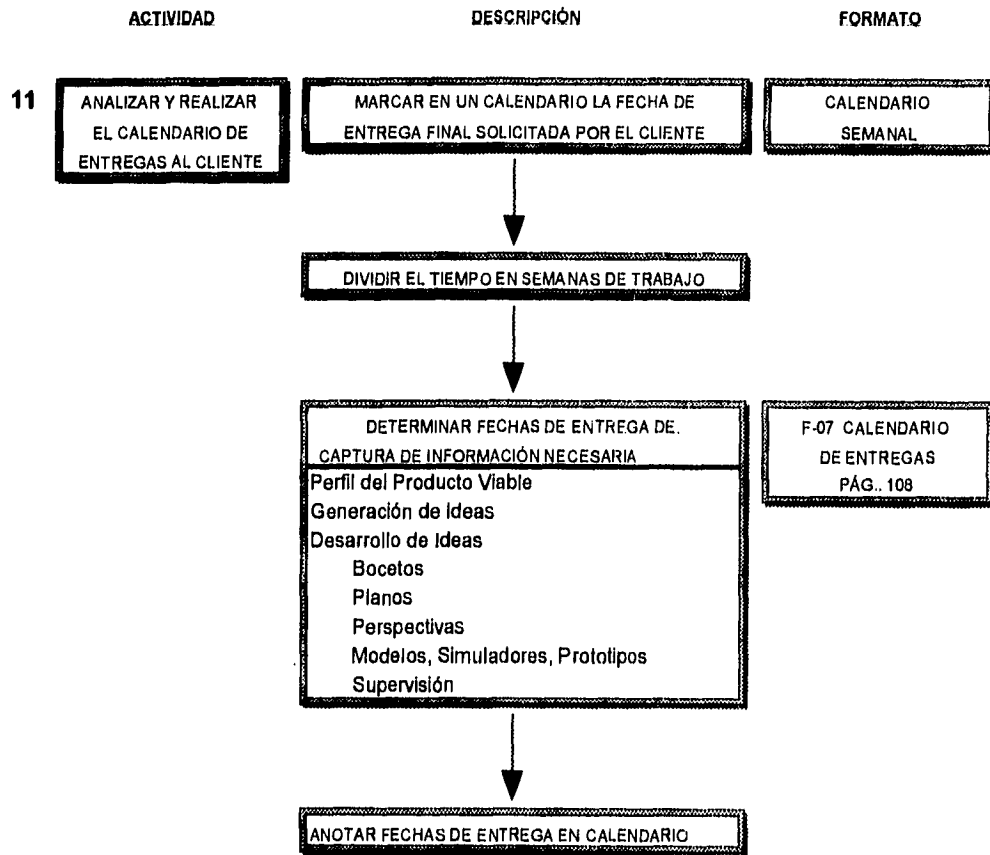 ACTIVIDAD
DESCRIPCIÓN
FORMATO
11
ANALIZAR Y REALIZAR
EL CALENDARIO DE
ENTREGAS AL CLIENTE
MARCAR EN UN CALENDARIO LA FECHA DE
ENTREGA FINAL SOLICITADA POR EL CLIENTE
CALENDARIO
SEMANAL
DIVIDIR EL TIEMPO EN SEMANAS DE TRABAJO
DETERMINAR FECHAS DE ENTREGA DE.
CAPTURA DE INFORMACIÓN NECESARIA
Perfil del Producto Viable
Generación de Ideas
Desarrollo de Ideas
Bocetos
Planos
Perspectivas
Modelos, Simuladores, Prototipos
Supervisión
F-07 CALENDARIO
DE ENTREGAS
PÁG.. 108
ANOTAR FECHAS DE ENTREGA EN CALENDARIO